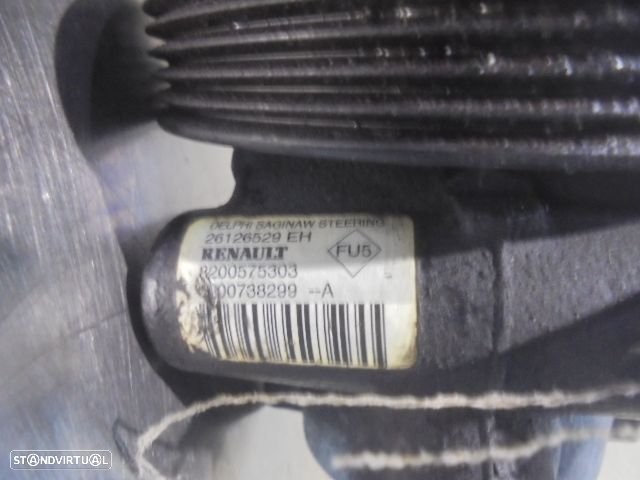 DELPHI SAGINAW STEERING
26126529 EH
RENAULT
FU5
8200575303
00738299 --A
STANDVIRTUAL